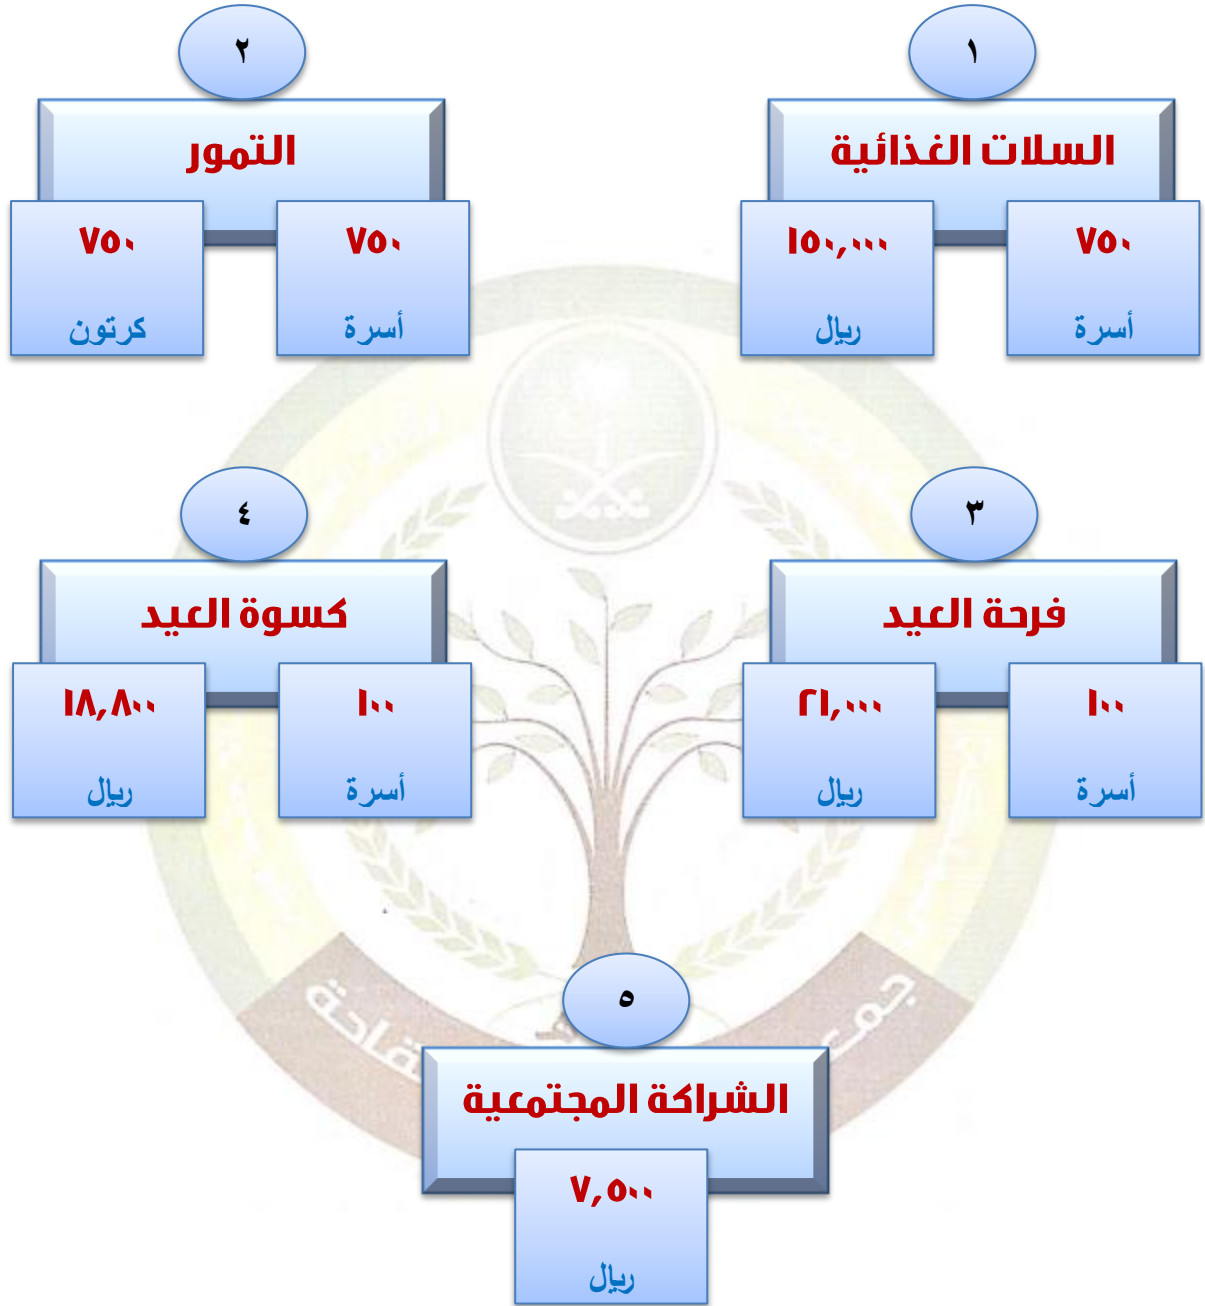 ١
السلات الغذائية
٧٥٠
أسرة
١٥٠,٠٠٠
ريال
٢
التمور
٧٥٠
أسرة
٧٥٠
كرتون
٣
فرحة العيد
١٠٠
أسرة
٢١,٠٠٠
ريال
٤
كسوة العيد
١٠٠
أسرة
١٨,٨٠٠
ريال
٥
الشراكة المجتمعية
٧,٥٠٠
ريال